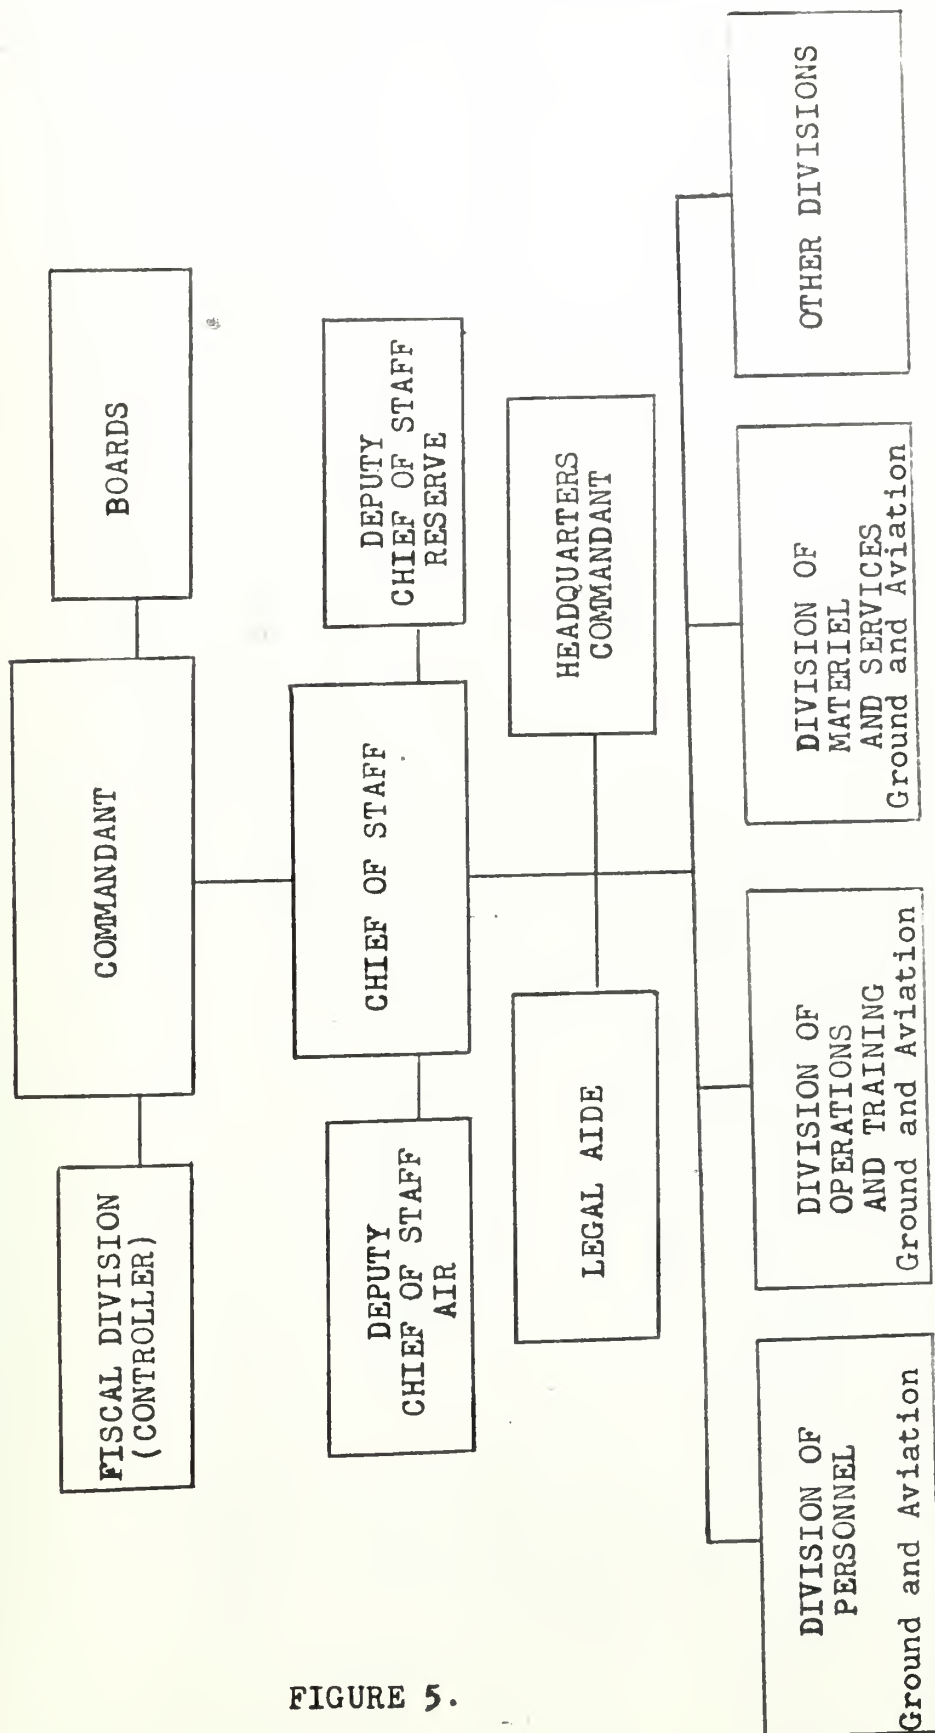 FISCAL DIVISION
(CONTROLLER)
COMMANDANT
BOARDS
DEPUTY
CHIEF OF STAFF
AIR
CHIEF OF STAFF
DEPUTY
CHIEF OF STAFF
RESERVE
LEGAL AIDE
HEADQUARTERS
COMMANDANT
DIVISION OF
PERSONNEL
Ground and Aviation
DIVISION OF
OPERATIONS
AND TRAINING
Ground and Aviation
DIVISION OF
MATERIEL
AND SERVICES
Ground and Aviation
OTHER DIVISIONS
FIGURE 5.